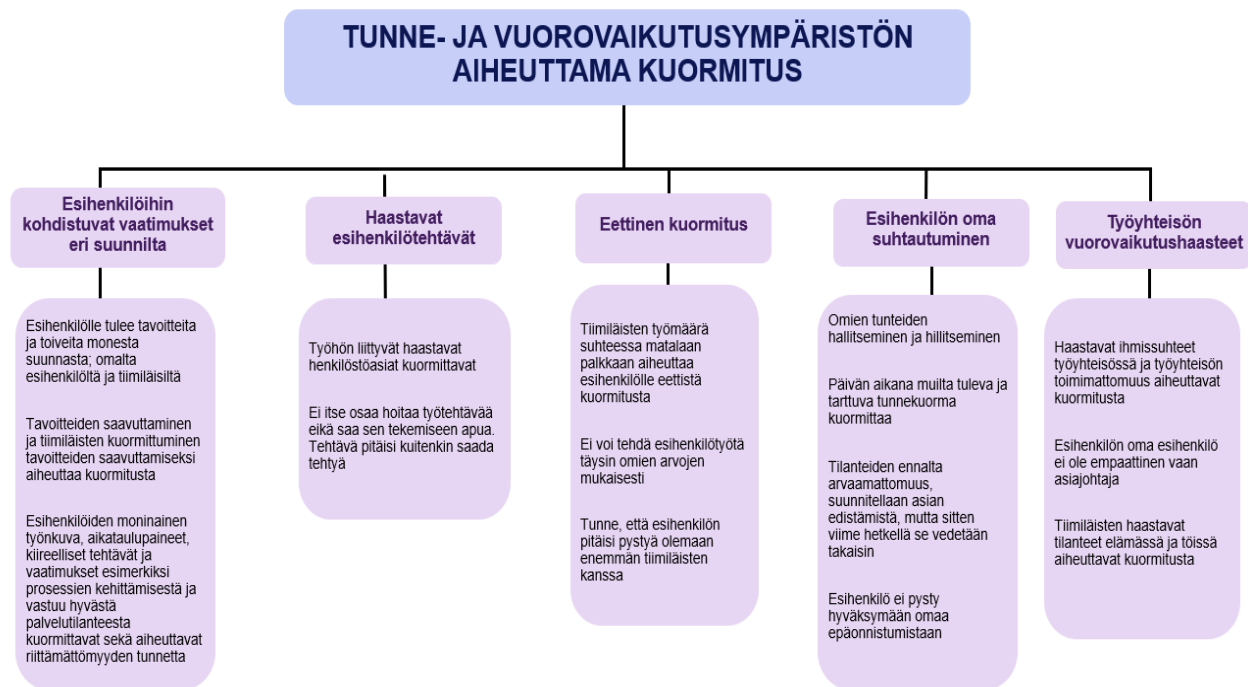 TUNNE- JA VUOROVAIKUTUSYMPÄRISTÖN
AIHEUTTAMA KUORMITUS
Esihenkilöihin
kohdistuvat vaatimukset
eri suunnilta
Esihenkilölle tulee tavoitteita
ja toiveita monesta
suunnasta; omalta
esihenkilöltä ja tiimiläisiltä
Tavoitteiden saavuttaminen
ja tiimiläisten kuormittuminen
tavoitteiden saavuttamiseksi
aiheuttaa kuormitusta
Esihenkilöiden moninainen
työnkuva, aikataulupaineet,
kiireelliset tehtävät ja
vaatimukset esimerkiksi
prosessien kehittämisestä ja
vastuu hyvästä
palvelutilanteesta
kuormittavat sekä aiheuttavat
riittämättömyyden tunnetta
Haastavat
esihenkilötehtävät
Työhön liittyvät haastavat
henkilöstöasiat kuormittavat
Ei itse osaa hoitaa työtehtävää
eikä saa sen tekemiseen apua.
Tehtävä pitäisi kuitenkin saada
tehtyä
Eettinen kuormitus
Tiimiläisten työmäärä
suhteessa matalaan
palkkaan aiheuttaa
esihenkilölle eettistä
kuormitusta
Ei voi tehdä esihenkilötyötä
täysin omien arvojen
mukaisesti
Tunne, että esihenkilön
pitäisi pystyä olemaan
enemmän tiimiläisten
kanssa
Esihenkilön oma
suhtautuminen
Omien tunteiden
hallitseminen ja hillitseminen
Päivän aikana muilta tuleva ja
tarttuva tunnekuorma
kuormittaa
Tilanteiden ennalta
arvaamattomuus,
suunnitellaan asian
edistämistä, mutta sitten
viime hetkellä se vedetään
takaisin
Esihenkilö ei pysty
hyväksymään omaa
epäonnistumistaan
Työyhteisön
vuorovaikutushaasteet
Haastavat ihmissuhteet
työyhteisössä ja työyhteisön
toimimattomuus aiheuttavat
kuormitusta
Esihenkilön oma esihenkilö
ei ole empaattinen vaan
asiajohtaja
Tiimiläisten haastavat
tilanteet elämässä ja töissä
aiheuttavat kuormitusta